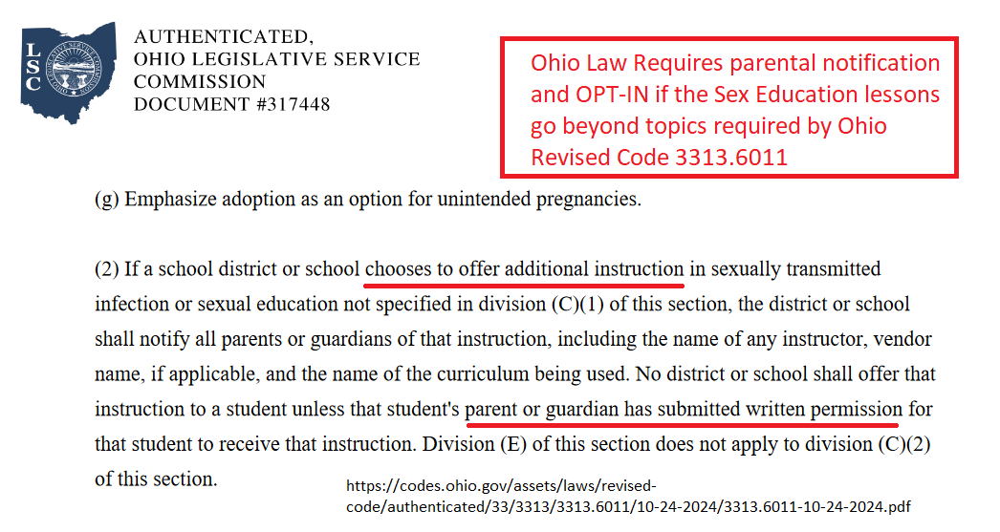 LSC
AUTHENTICATED,
OHIO LEGISLATIVE SERVICE
COMMISSION
DOCUMENT #317448
Ohio Law Requires parental notification
and OPT-IN if the Sex Education lessons
go beyond topics required by Ohio
Revised Code 3313.6011
(g) Emphasize adoption as an option for unintended pregnancies.
(2) If a school district or school chooses to offer additional instruction in sexually transmitted
infection or sexual education not specified in division (C)(1) of this section, the district or school
shall notify all parents or guardians of that instruction, including the name of any instructor, vendor
name, if applicable, and the name of the curriculum being used. No district or school shall offer that
instruction to a student unless that student's parent or guardian has submitted written permission for
that student to receive that instruction. Division (E) of this section does not apply to division (C)(2)
of this section.
https://codes.ohio.gov/assets/laws/revised-
code/authenticated/33/3313/3313.6011/10-24-2024/3313.6011-10-24-2024.pdf